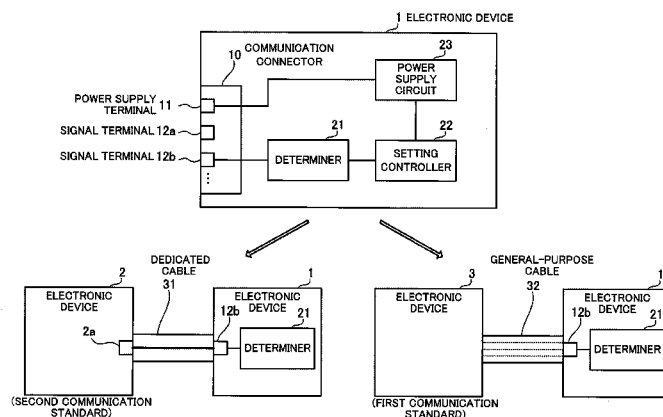 1 ELECTRONIC DEVICE
10
COMMUNICATION
CONNECTOR
23
POWER
SUPPLY
CIRCUIT
POWER SUPPLY
TERMINAL 11
SIGNAL TERMINAL 12a
SIGNAL TERMINAL 12b
21
DETERMINER
22
SETTING
CONTROLLER
2
ELECTRONIC
DEVICE
2a
(SECOND COMMUNICATION
STANDARD)
DEDICATED
CABLE
31
1
ELECTRONIC
DEVICE
12b
21
DETERMINER
3
ELECTRONIC
DEVICE
(FIRST COMMUNICATION
STANDARD)
GENERAL-PURPOSE
CABLE
32
1
ELECTRONIC
DEVICE
12b
21
DETERMINER